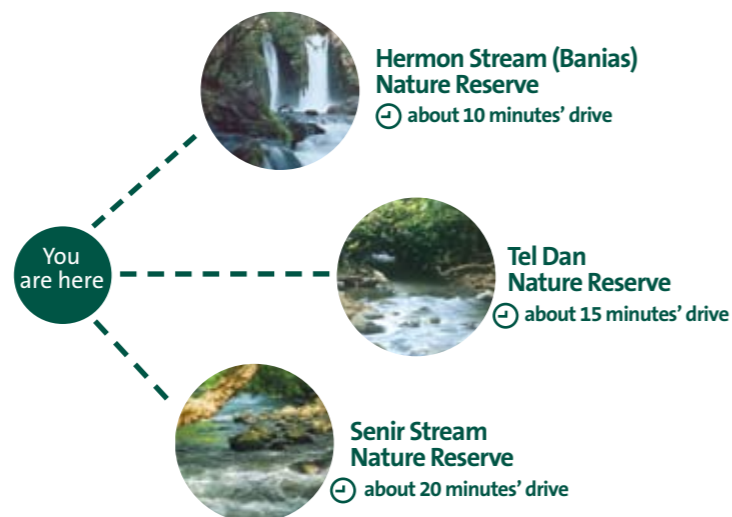 Hermon Stream (Banias)
Nature Reserve
about 10 minutes’ drive
You
are here
Tel Dan
Nature Reserve
about 15 minutes’ drive
Senir Stream
Nature Reserve
about 20 minutes’ drive